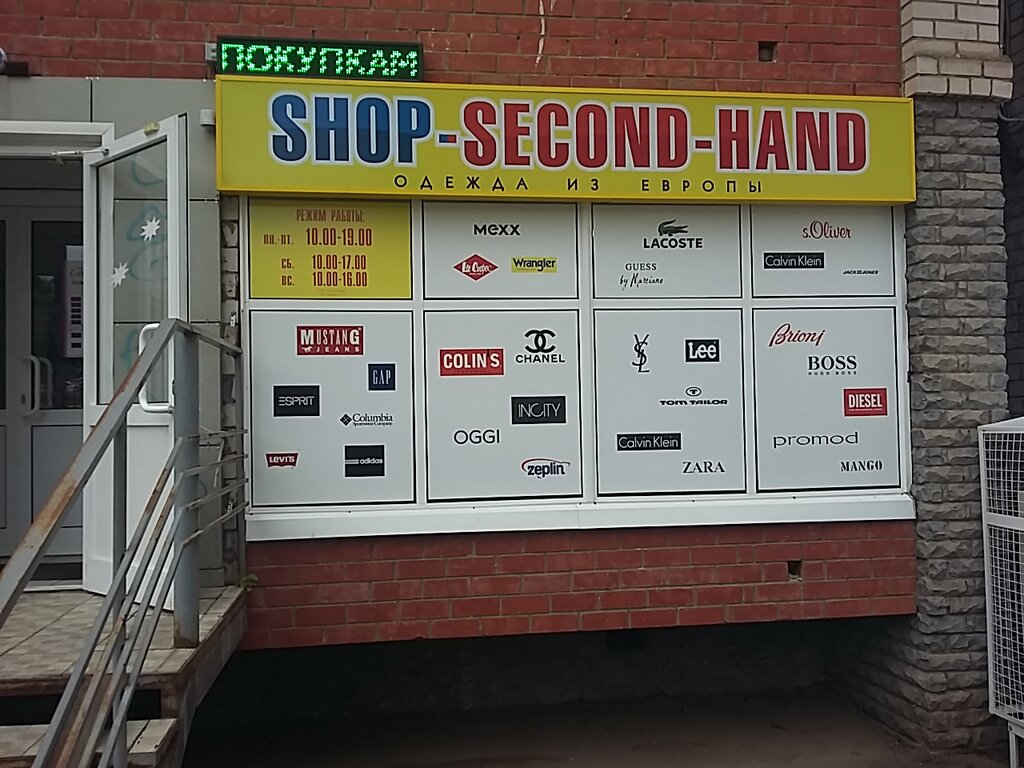 ПОКУПКАМ
SHOP-SECOND-HAND
ОДЕЖДА ИЗ ЕВРОПЫ
РЕЖИМ РАБОТЫ:
ПН.-ПТ. 10.00-19.00
СБ. 10.00-17.00
ВС. 10.00-16.00
MEXX
Lee Cooper
Wrangler
LACOSTE
GUESS
by Marciano
s.Oliver
Calvin Klein
JACK & JONES
MUSTANG
JEANS
GAP
ESPRIT
Columbia
Sportswear Company
LEVI'S
adidas
COLIN'S
CHANEL
INCITY
OGGI
zeplin
YSL
Lee
TOM TAILOR
Calvin Klein
ZARA
Brioni
BOSS
HUGO BOSS
DIESEL
promod
MANGO